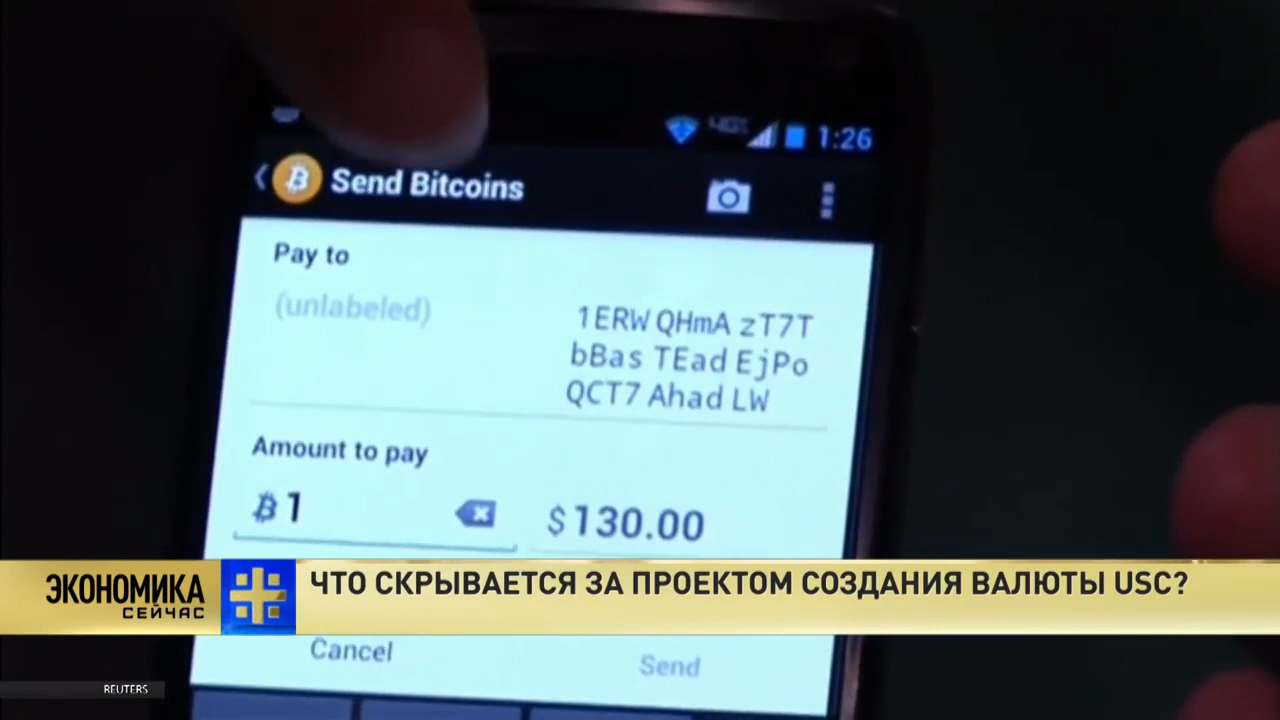 1:26
Send Bitcoins
Pay to
(unlabeled)
1ERW QHmA zT7T
bBas TEad EjPo
QCT7 Ahad LW
Amount to pay
฿1
$130.00
ЭКОНОМИКА
СЕЙЧАС
ЧТО СКРЫВАЕТСЯ ЗА ПРОЕКТОМ СОЗДАНИЯ ВАЛЮТЫ USC?
Cancel
Send
REUTERS